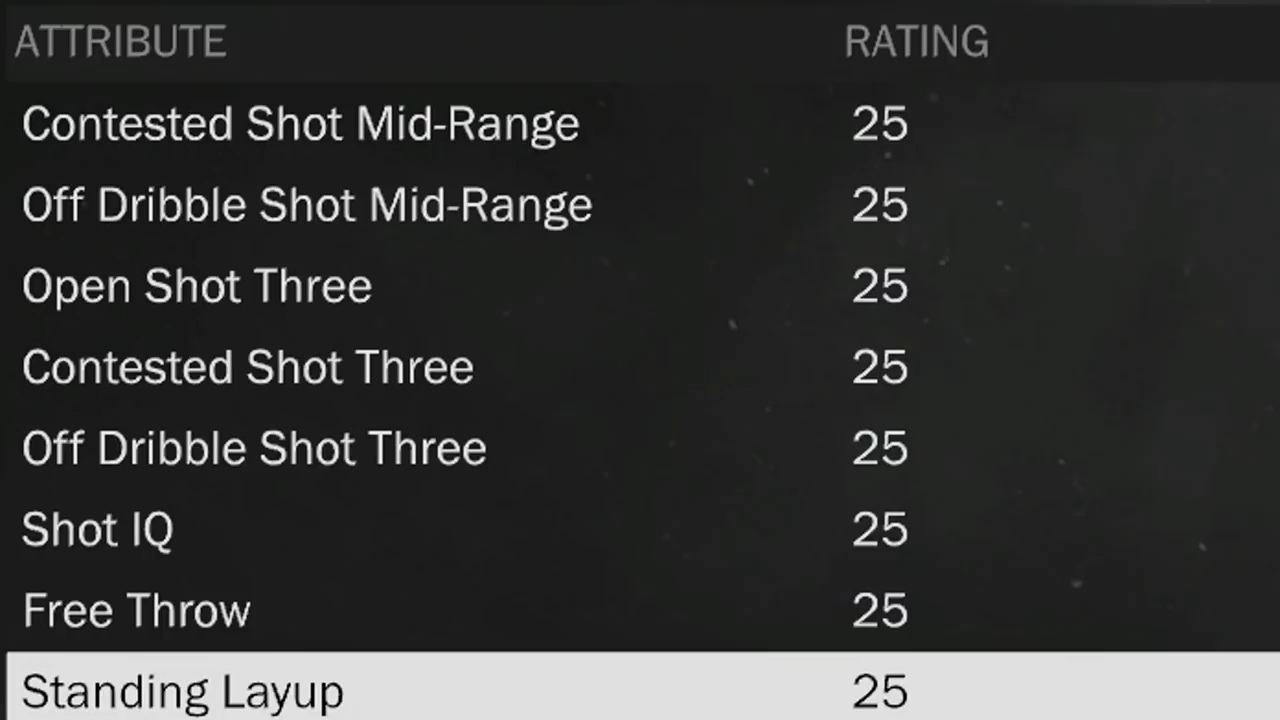 ATTRIBUTE RATING
Contested Shot Mid-Range 25
Off Dribble Shot Mid-Range 25
Open Shot Three 25
Contested Shot Three 25
Off Dribble Shot Three 25
Shot IQ 25
Free Throw 25
Standing Layup 25